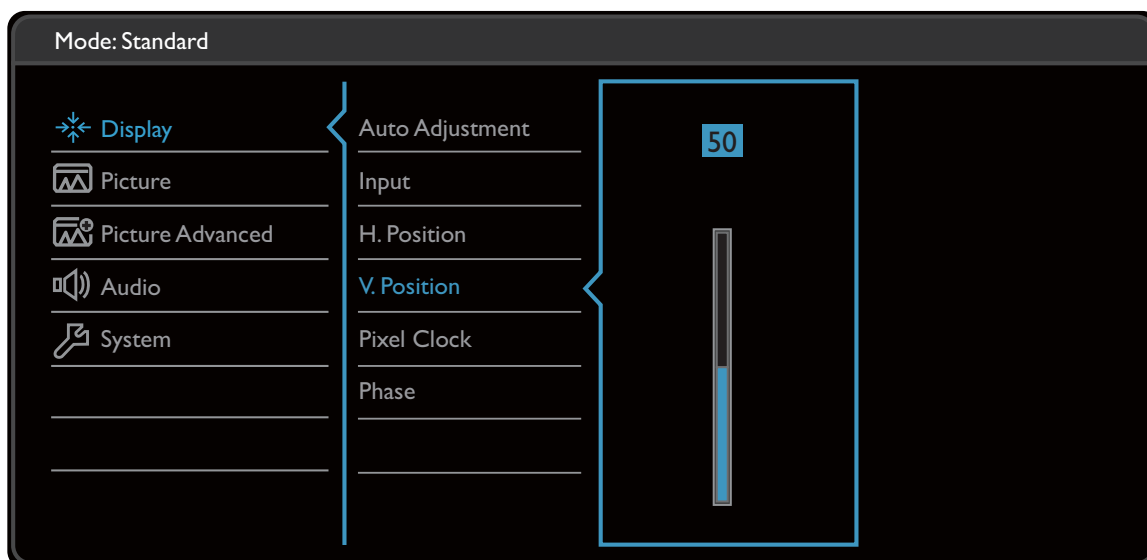 Mode: Standard
Display
Picture
Picture Advanced
Audio
System
Auto Adjustment
Input
H. Position
V. Position
Pixel Clock
Phase
50